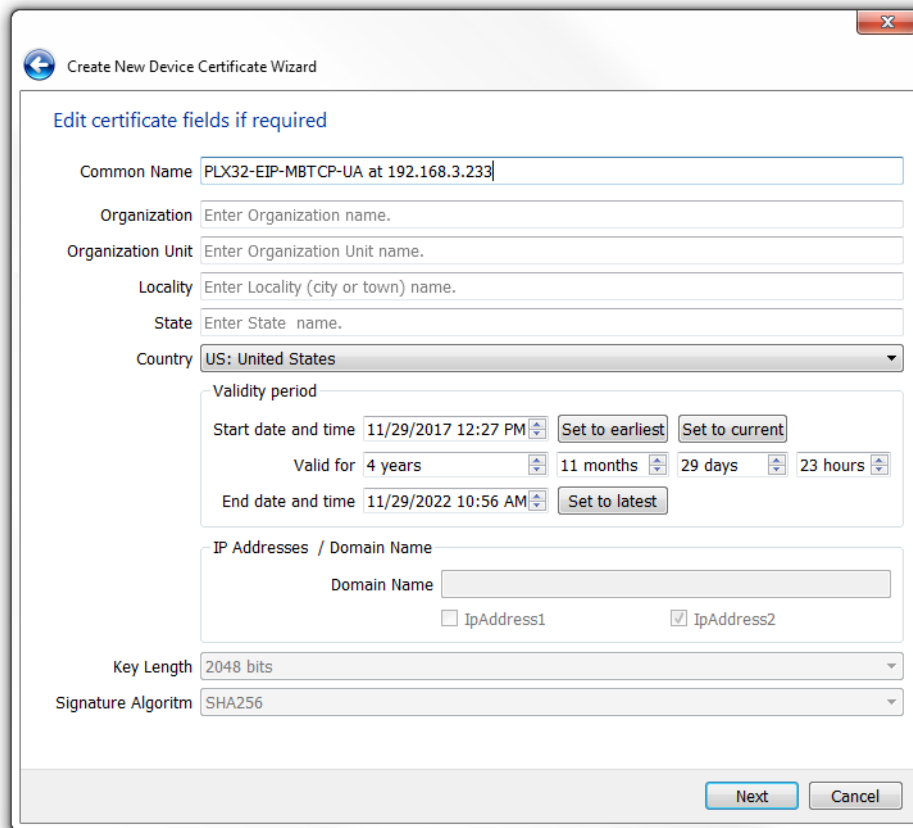 Create New Device Certificate Wizard
Edit certificate fields if required
Common Name PLX32-EIP-MBTCP-UA at 192.168.3.233
Organization Enter Organization name.
Organization Unit Enter Organization Unit name.
Locality Enter Locality (city or town) name.
State Enter State  name.
Country US: United States
Validity period
Start date and time 11/29/2017 12:27 PM Set to earliest Set to current
Valid for 4 years 11 months 29 days 23 hours
End date and time 11/29/2022 10:56 AM Set to latest
IP Addresses  / Domain Name
Domain Name
IpAddress1 IpAddress2
Key Length 2048 bits
Signature Algoritm SHA256
Next Cancel